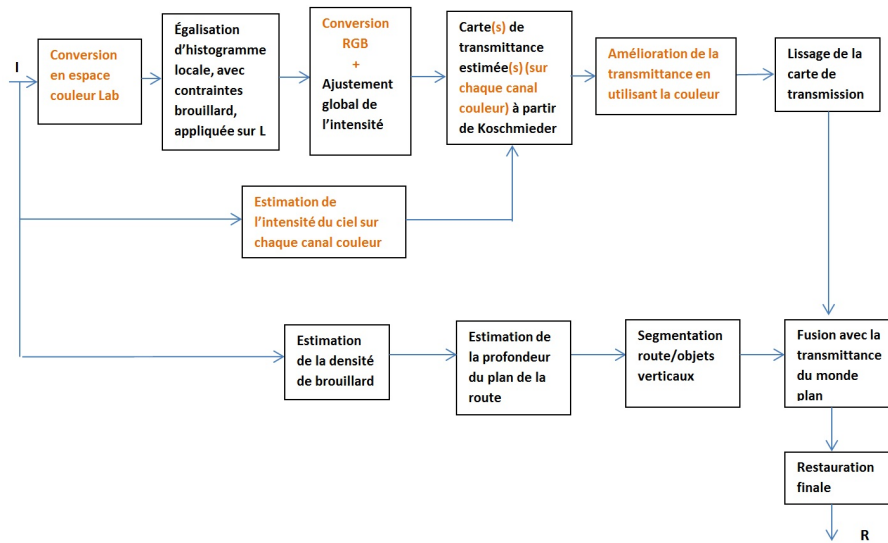 I
Conversion
en espace
couleur Lab
Égalisation
d'histogramme
locale, avec
contraintes
brouillard,
appliquée sur L
Conversion
RGB
+
Ajustement
global de
l'intensité
Carte(s) de
transmittance
estimée(s) (sur
chaque canal
couleur) à partir
de Koschmieder
Amélioration de la
transmittance en
utilisant la couleur
Lissage de la
carte de
transmission
Estimation de
l'intensité du ciel sur
chaque canal couleur
Estimation
de la densité
de brouillard
Estimation de
la profondeur
du plan de la
route
Segmentation
route/objets
verticaux
Fusion avec la
transmittance
du monde
plan
Restauration
finale
R